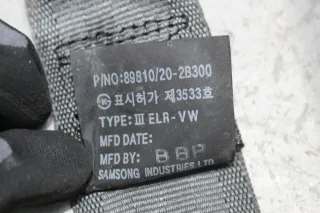 P/NO:89810/20-2B300
표시허가 제3533호
TYPE: III ELR-VW
MFD DATE:
MFD BY: BBP
SAMSONG INDUSTRIES LTD.